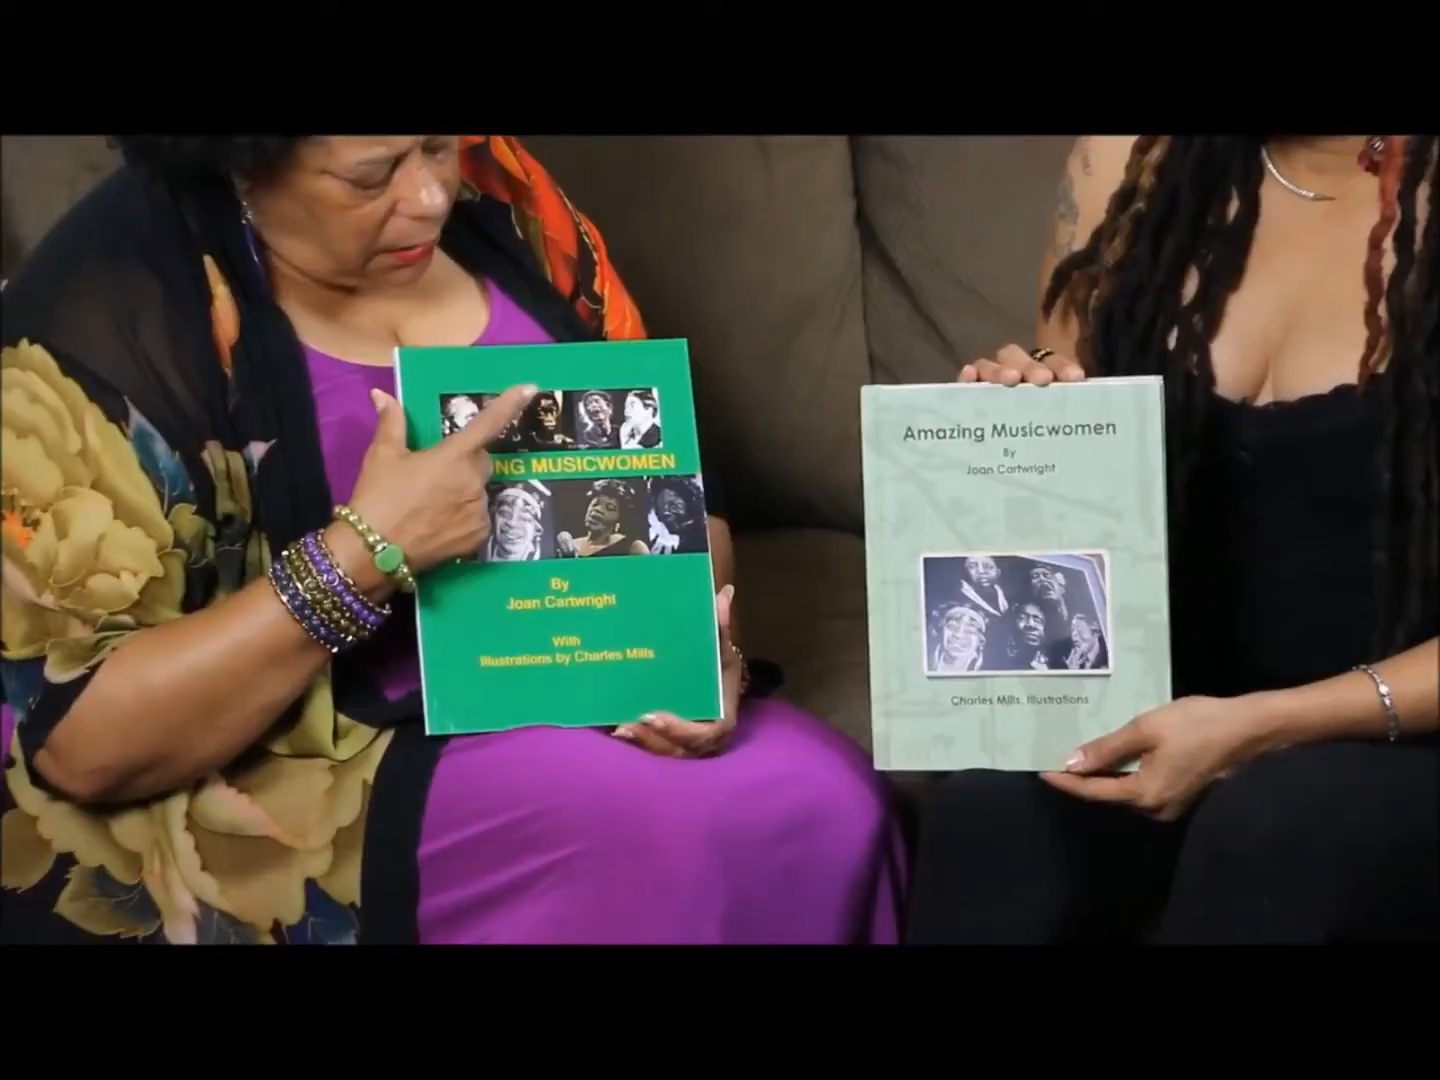 NG MUSICWOMEN
By
Joan Cartwright
With
Illustrations by Charles Mills
Amazing Musicwomen
By
Joan Cartwright
Charles Mills, Illustrations